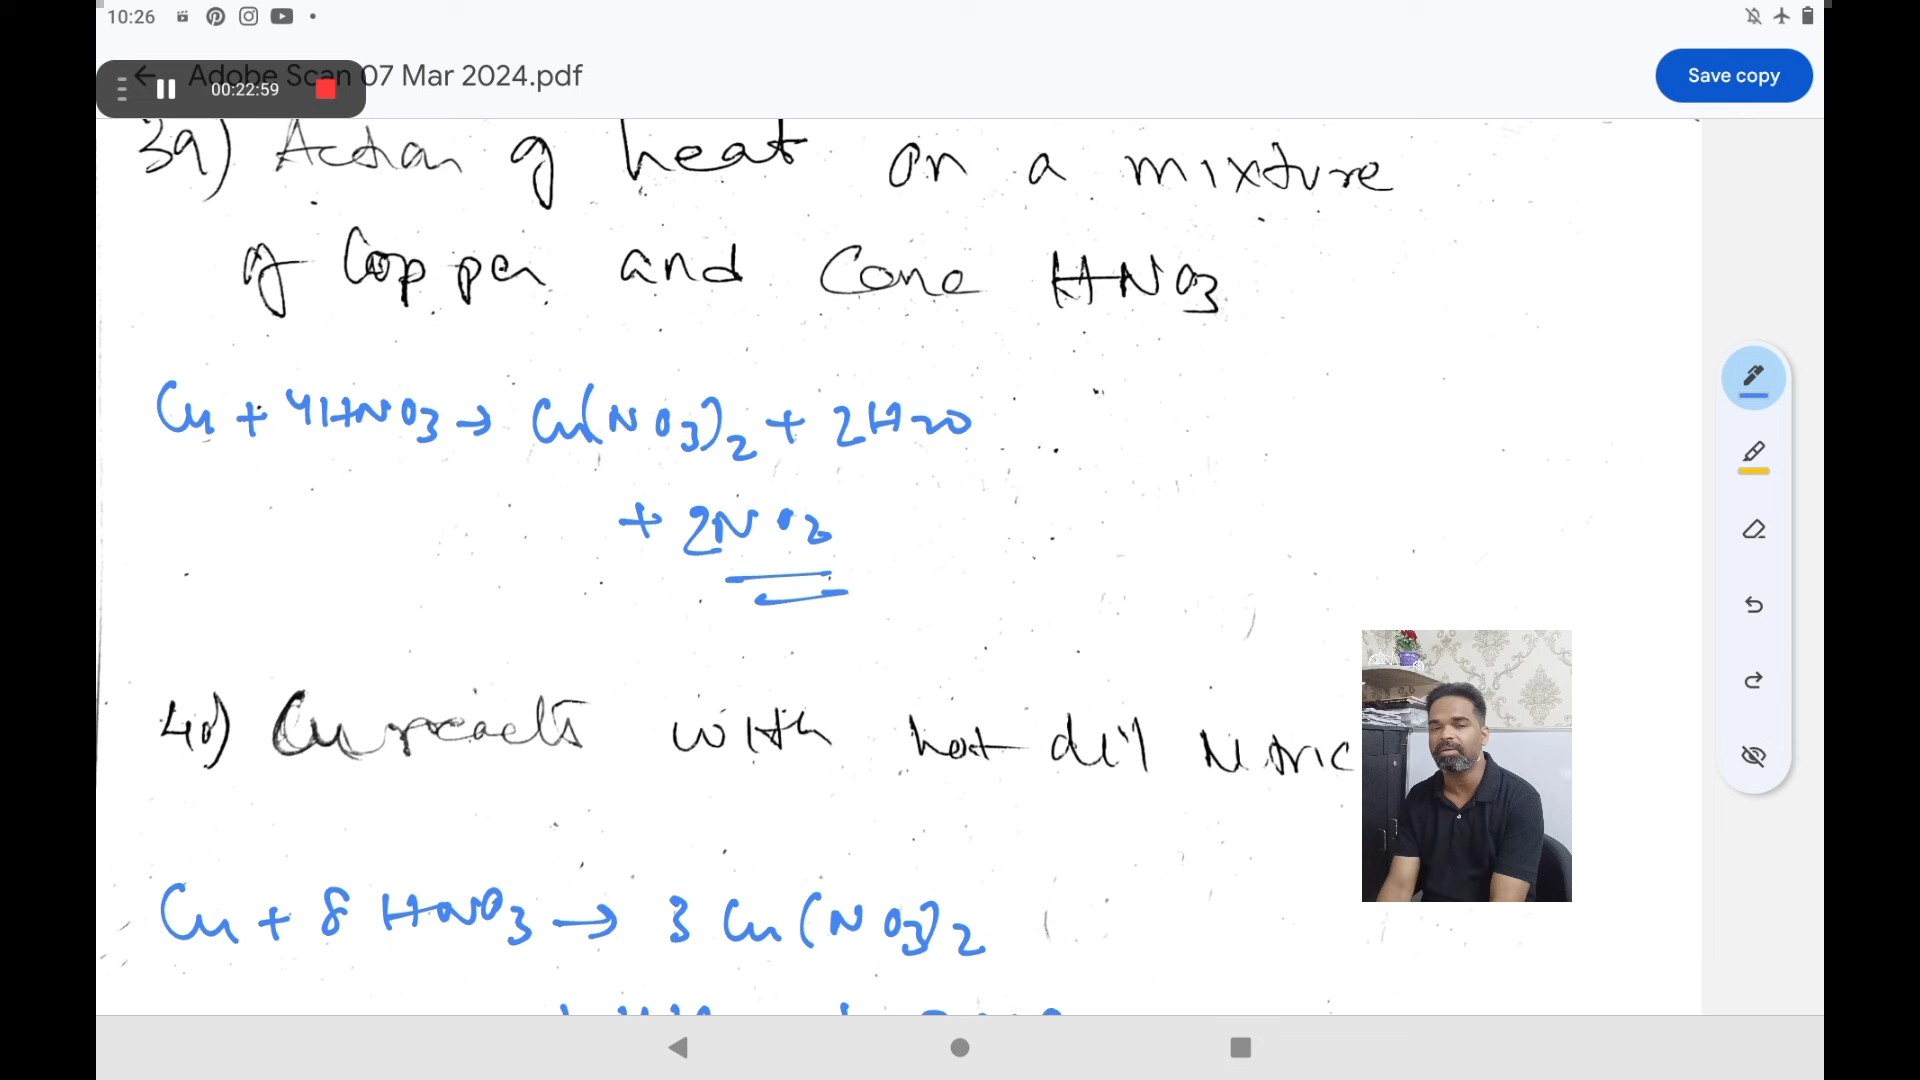 10:26
Adobe Scan 07 Mar 2024.pdf
00:22:59
Save copy
39) Action of heat on a mixture
of Copper and Conc HNO3
Cu + 4HNO3 → Cu(NO3)2 + 2H2O
+ 2NO2
40) Cu reacts with hot dil Nitric
Cu + 8 HNO3 → 3 Cu(NO3)2